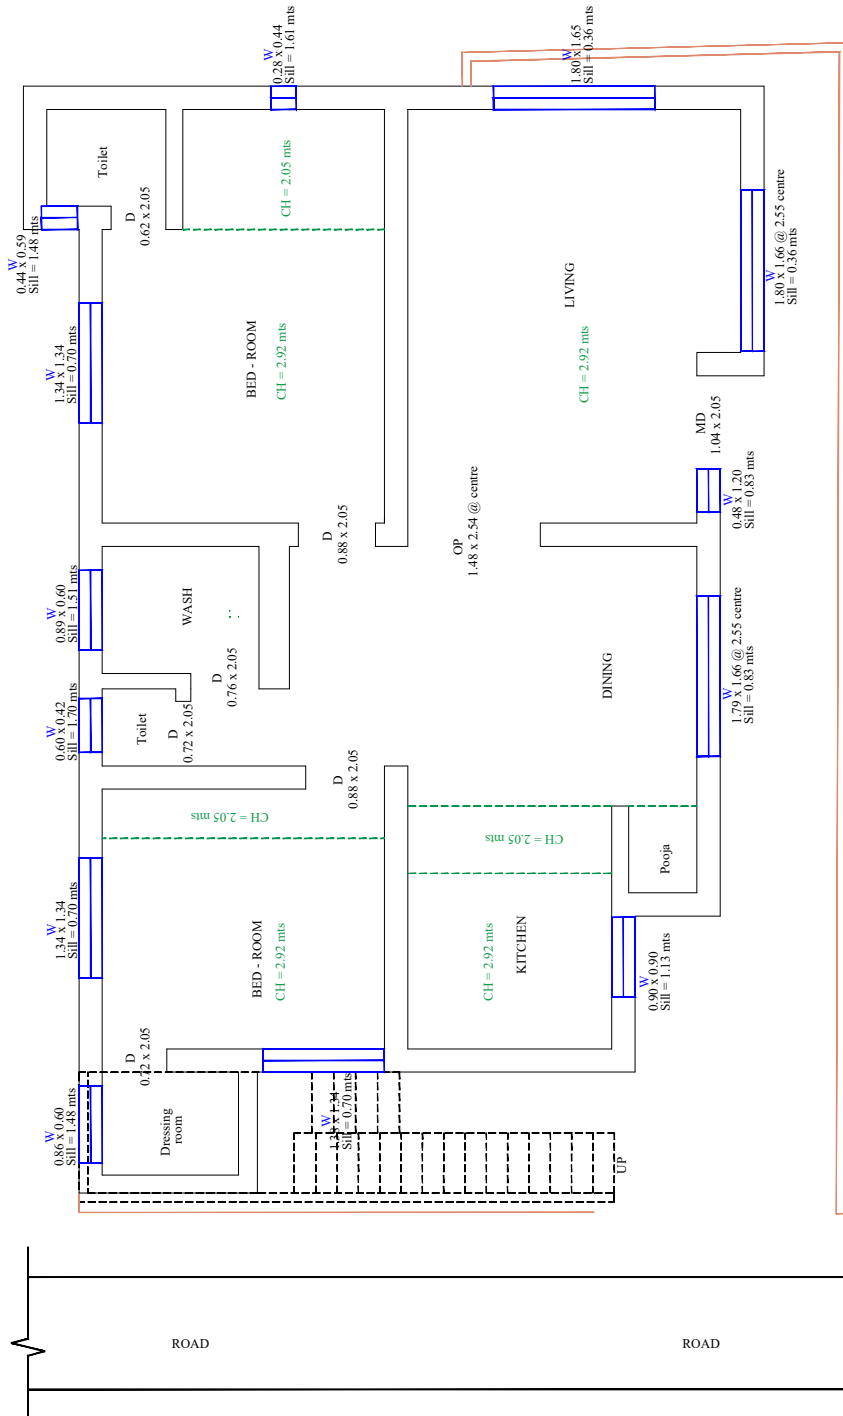 W
0.28 x 0.44
Sill = 1.61 mts
W
1.80 x 1.65
Sill = 0.36 mts
Toilet
CH = 2.05 mts
D
0.62 x 2.05
W
0.44 x 0.59
Sill = 1.48 mts
W
1.80 x 1.66 @ 2.55 centre
Sill = 0.36 mts
LIVING
CH = 2.92 mts
W
1.34 x 1.34
Sill = 0.70 mts
BED - ROOM
CH = 2.92 mts
MD
1.04 x 2.05
W
0.48 x 1.20
Sill = 0.83 mts
D
0.88 x 2.05
OP
1.48 x 2.54 @ centre
W
0.89 x 0.60
Sill = 1.51 mts
WASH
D
0.76 x 2.05
DINING
W
1.79 x 1.66 @ 2.55 centre
Sill = 0.83 mts
W
0.60 x 0.42
Sill = 1.70 mts
Toilet
D
0.72 x 2.05
D
0.88 x 2.05
CH = 2.05 mts
CH = 2.05 mts
Pooja
W
1.34 x 1.34
Sill = 0.70 mts
BED - ROOM
CH = 2.92 mts
CH = 2.92 mts
KITCHEN
W
0.90 x 0.90
Sill = 1.13 mts
D
0.72 x 2.05
W
0.86 x 0.60
Sill = 1.48 mts
Dressing
room
W
Sill = 0.70 mts
UP
ROAD
ROAD